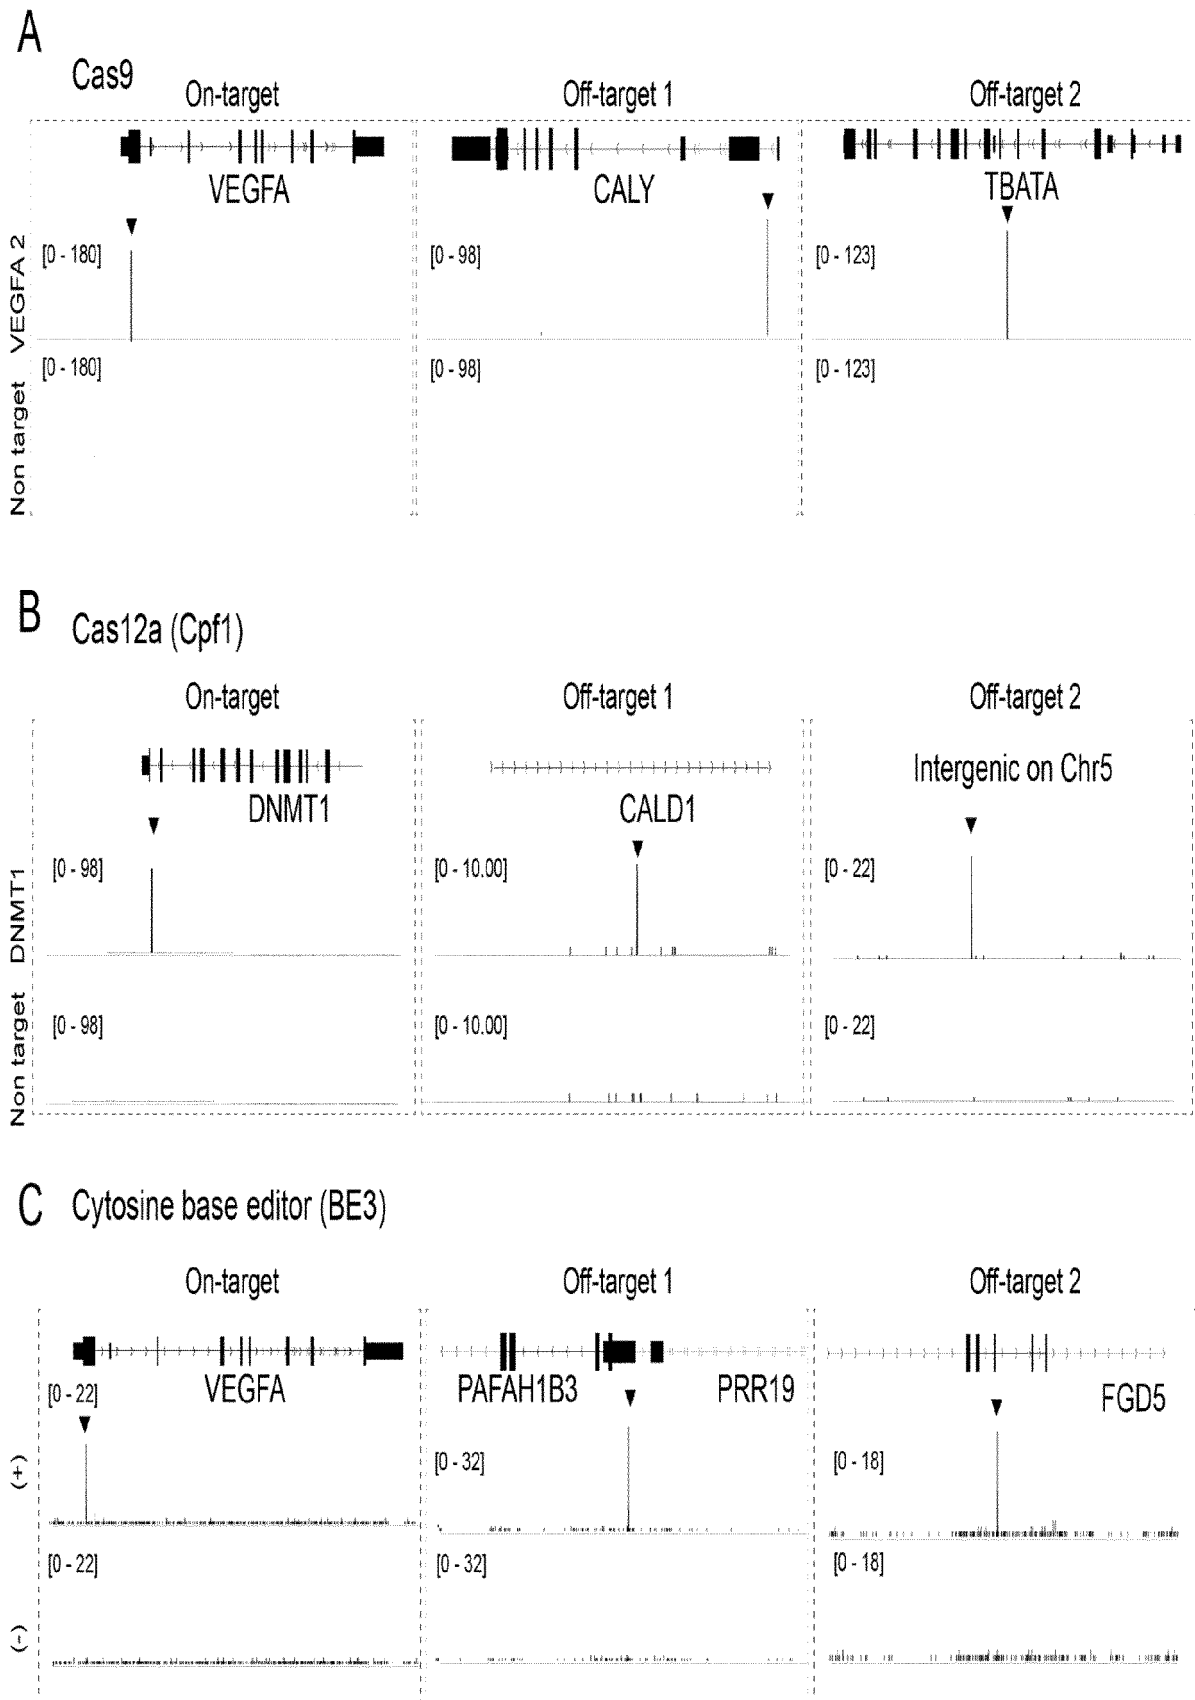 A
Cas9
On-target Off-target 1 Off-target 2
VEGFA CALY TBATA
VEGFA 2
[0 - 180] [0 - 98] [0 - 123]
Non target
[0 - 180] [0 - 98] [0 - 123]
B
Cas12a (Cpf1)
On-target Off-target 1 Off-target 2
Intergenic on Chr5
DNMT1 CALD1
DNMT1
[0 - 98] [0 - 10.00] [0 - 22]
Non target
[0 - 98] [0 - 10.00] [0 - 22]
C
Cytosine base editor (BE3)
On-target Off-target 1 Off-target 2
VEGFA PAFAH1B3 PRR19 FGD5
(+)
[0 - 22] [0 - 32] [0 - 18]
(-)
[0 - 22] [0 - 32] [0 - 18]